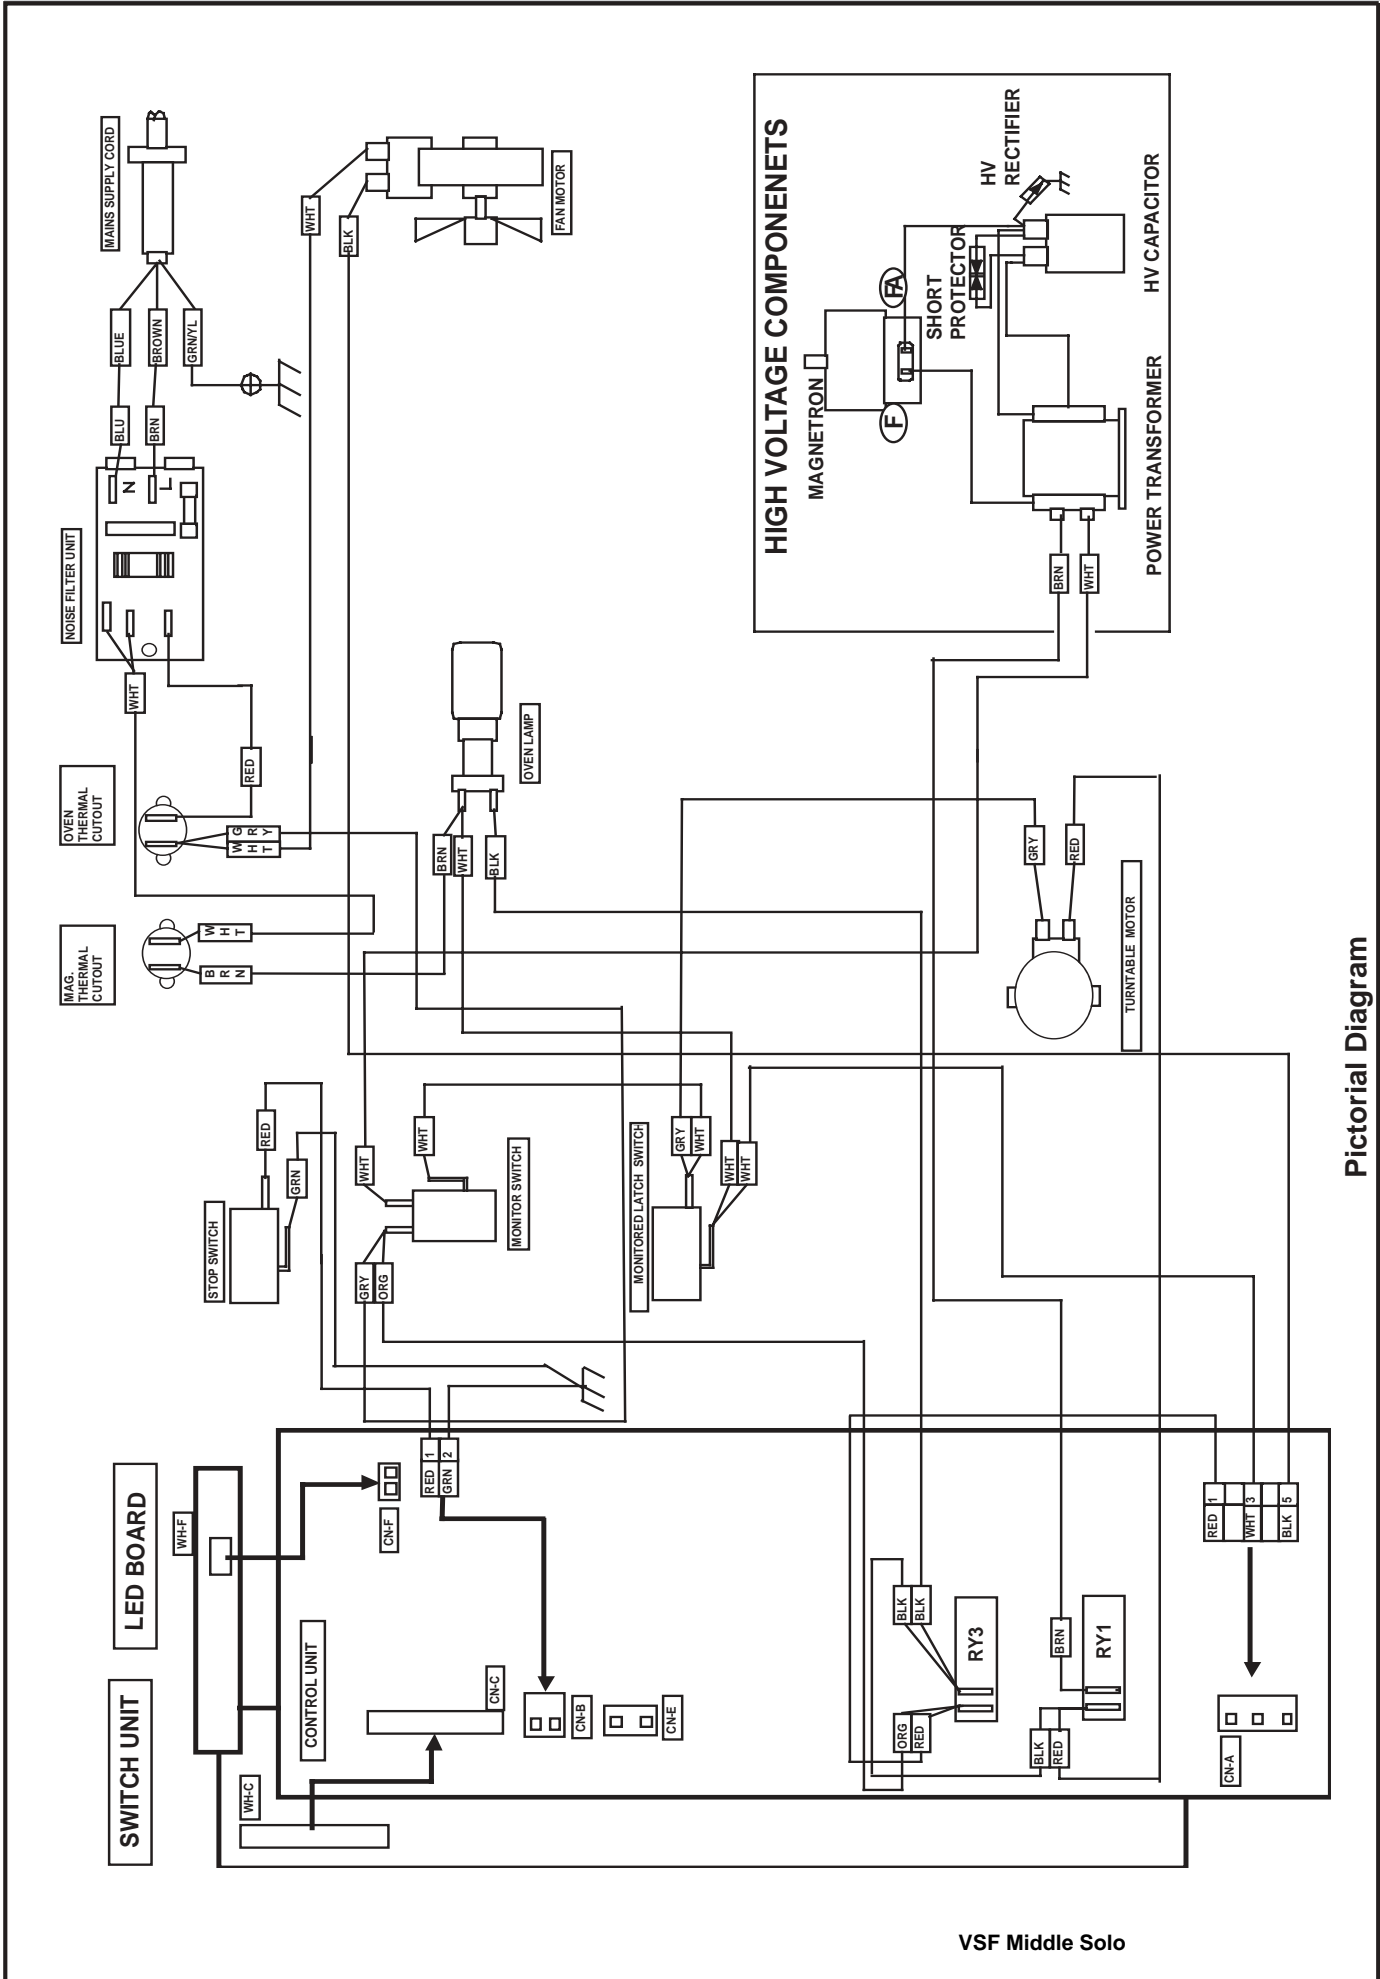 MAINS SUPPLY CORD
BLUE
BROWN
GRN/YL
BLU
BRN
N
L
NOISE FILTER UNIT
WHT
RED
WHT
BLK
FAN MOTOR
OVEN
THERMAL
CUTOUT
GRY
WHT
MAG.
THERMAL
CUTOUT
WHT
BRN
BRN
WHT
BLK
OVEN LAMP
HIGH VOLTAGE COMPONENETS
MAGNETRON
F
FA
SHORT
PROTECTOR
HV
RECTIFIER
HV CAPACITOR
POWER TRANSFORMER
BRN
WHT
GRY
RED
TURNTABLE MOTOR
STOP SWITCH
RED
GRN
WHT
WHT
GRY
ORG
MONITOR SWITCH
MONITORED LATCH SWITCH
GRY
WHT
WHT
WHT
SWITCH UNIT
LED BOARD
WH-F
WH-C
CONTROL UNIT
CN-F
RED 1
GRN 2
CN-C
CN-B
CN-E
BLK
BLK
RY3
ORG
RED
BRN
RY1
BLK
RED
RED 1
WHT 3
BLK 5
CN-A
Pictorial Diagram
VSF Middle Solo